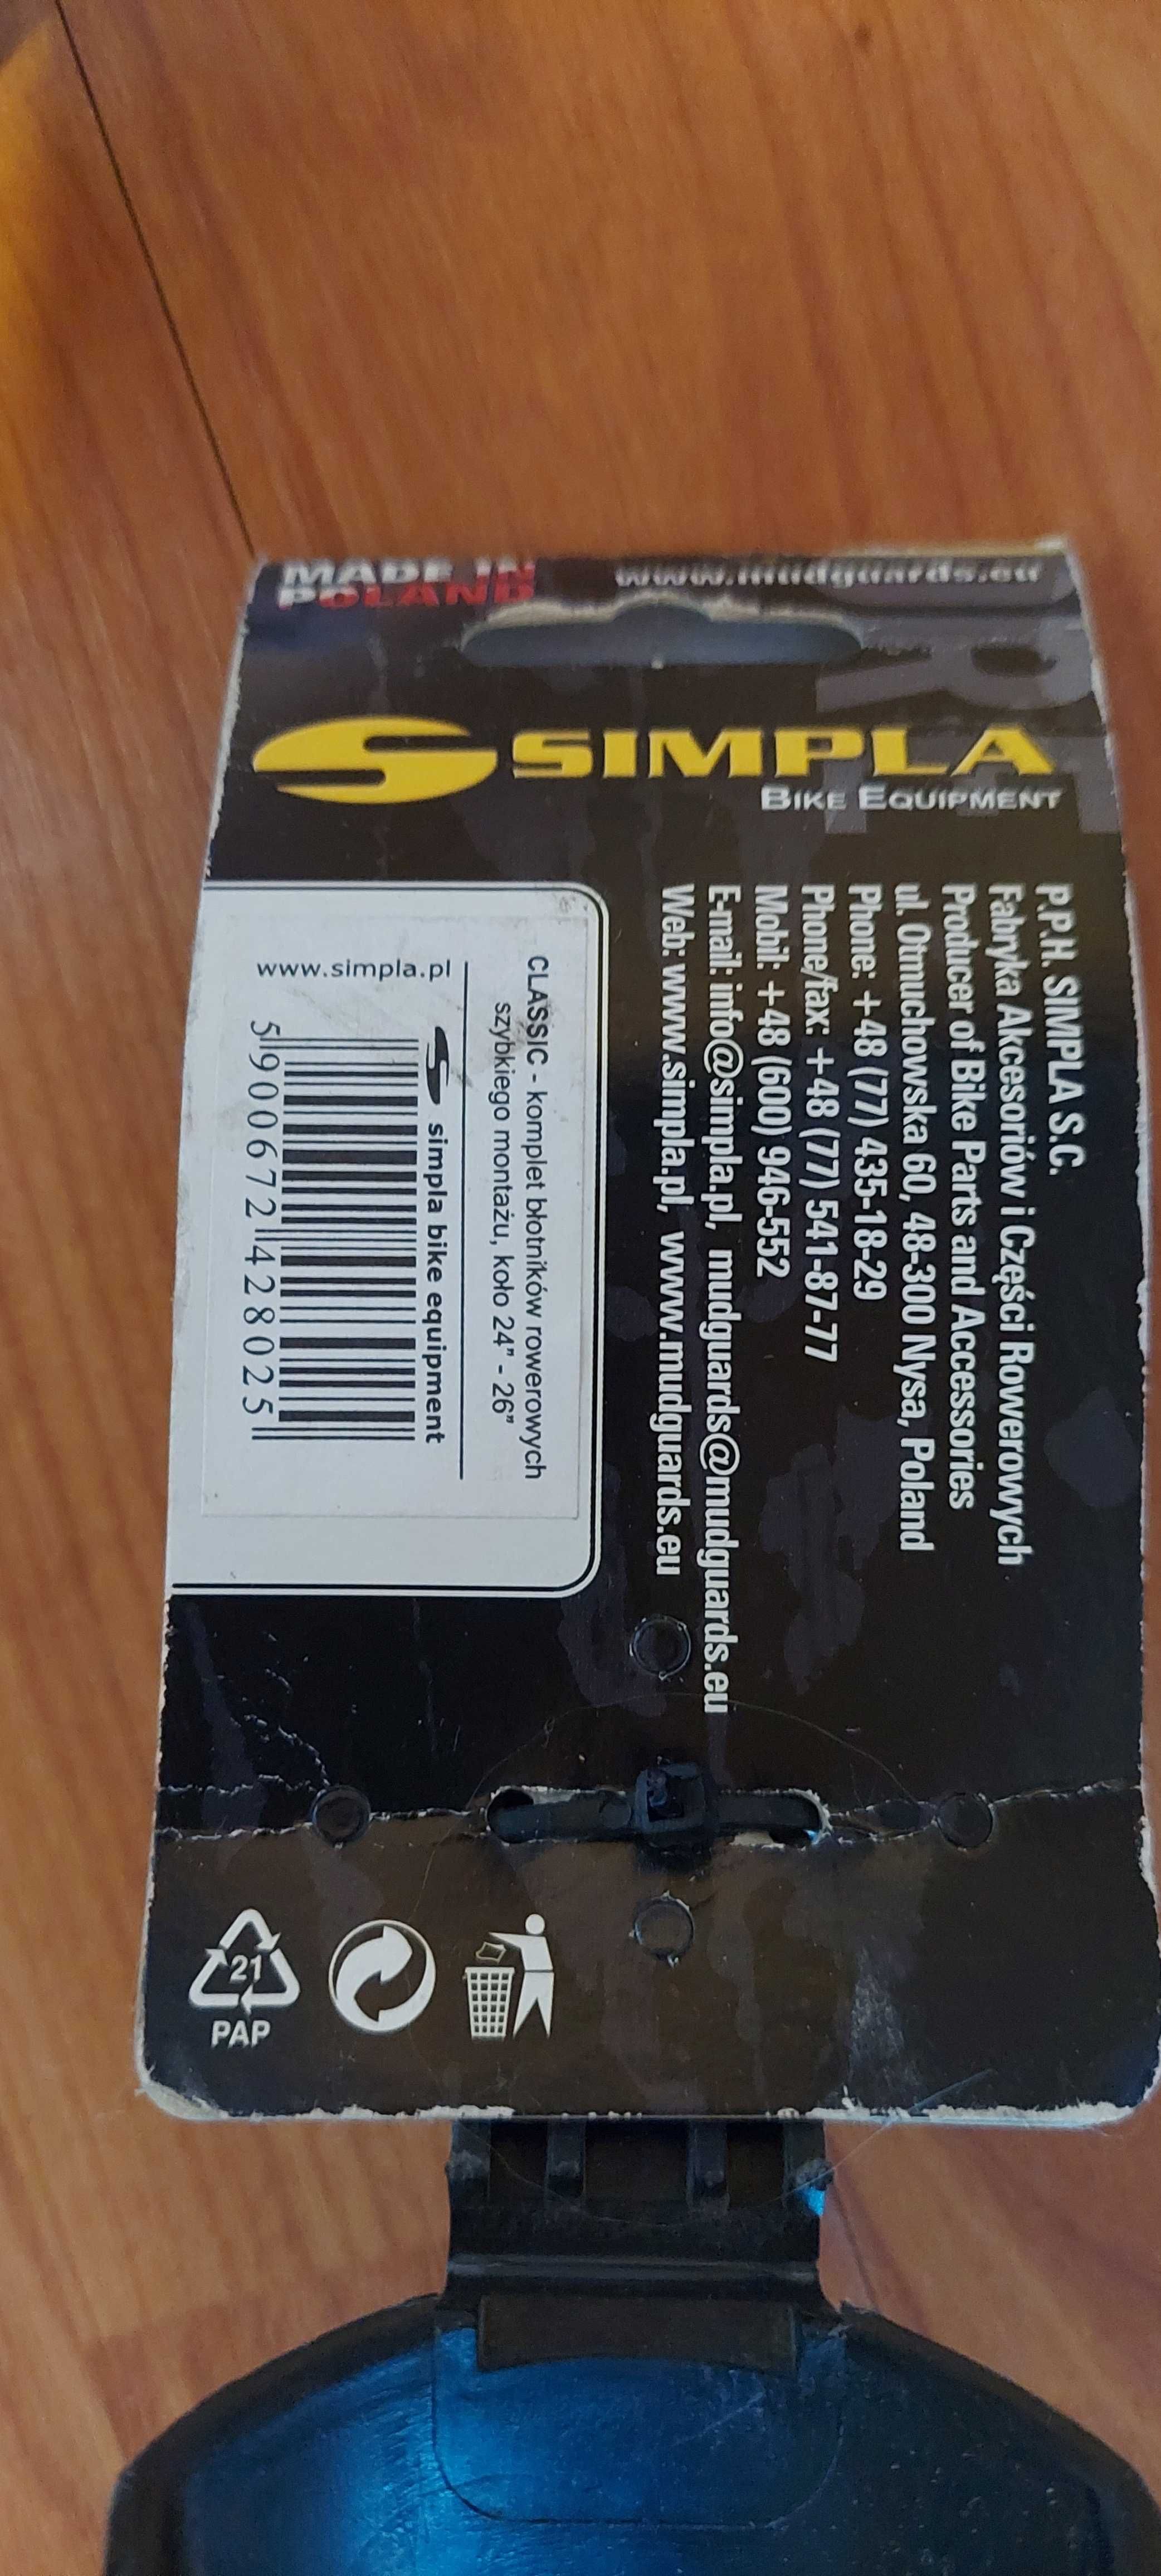 MADE IN
POLAND
www.mudguards.eu
SIMPLA
BIKE EQUIPMENT
P.P.H. SIMPLA S.C.
Fabryka Akcesoriów i Części Rowerowych
Producer of Bike Parts and Accessories
ul. Otmuchowska 60, 48-300 Nysa, Poland
Phone: +48 (77) 435-18-29
Phone/fax: +48 (77) 541-87-77
Mobil: +48 (600) 946-552
E-mail: info@simpla.pl, mudguards@mudguards.eu
Web: www.simpla.pl, www.mudguards.eu
CLASSIC - komplet błotników rowerowych
szybkiego montażu, koło 24" - 26"
simpla bike equipment
www.simpla.pl
5 900672 428025
21
PAP